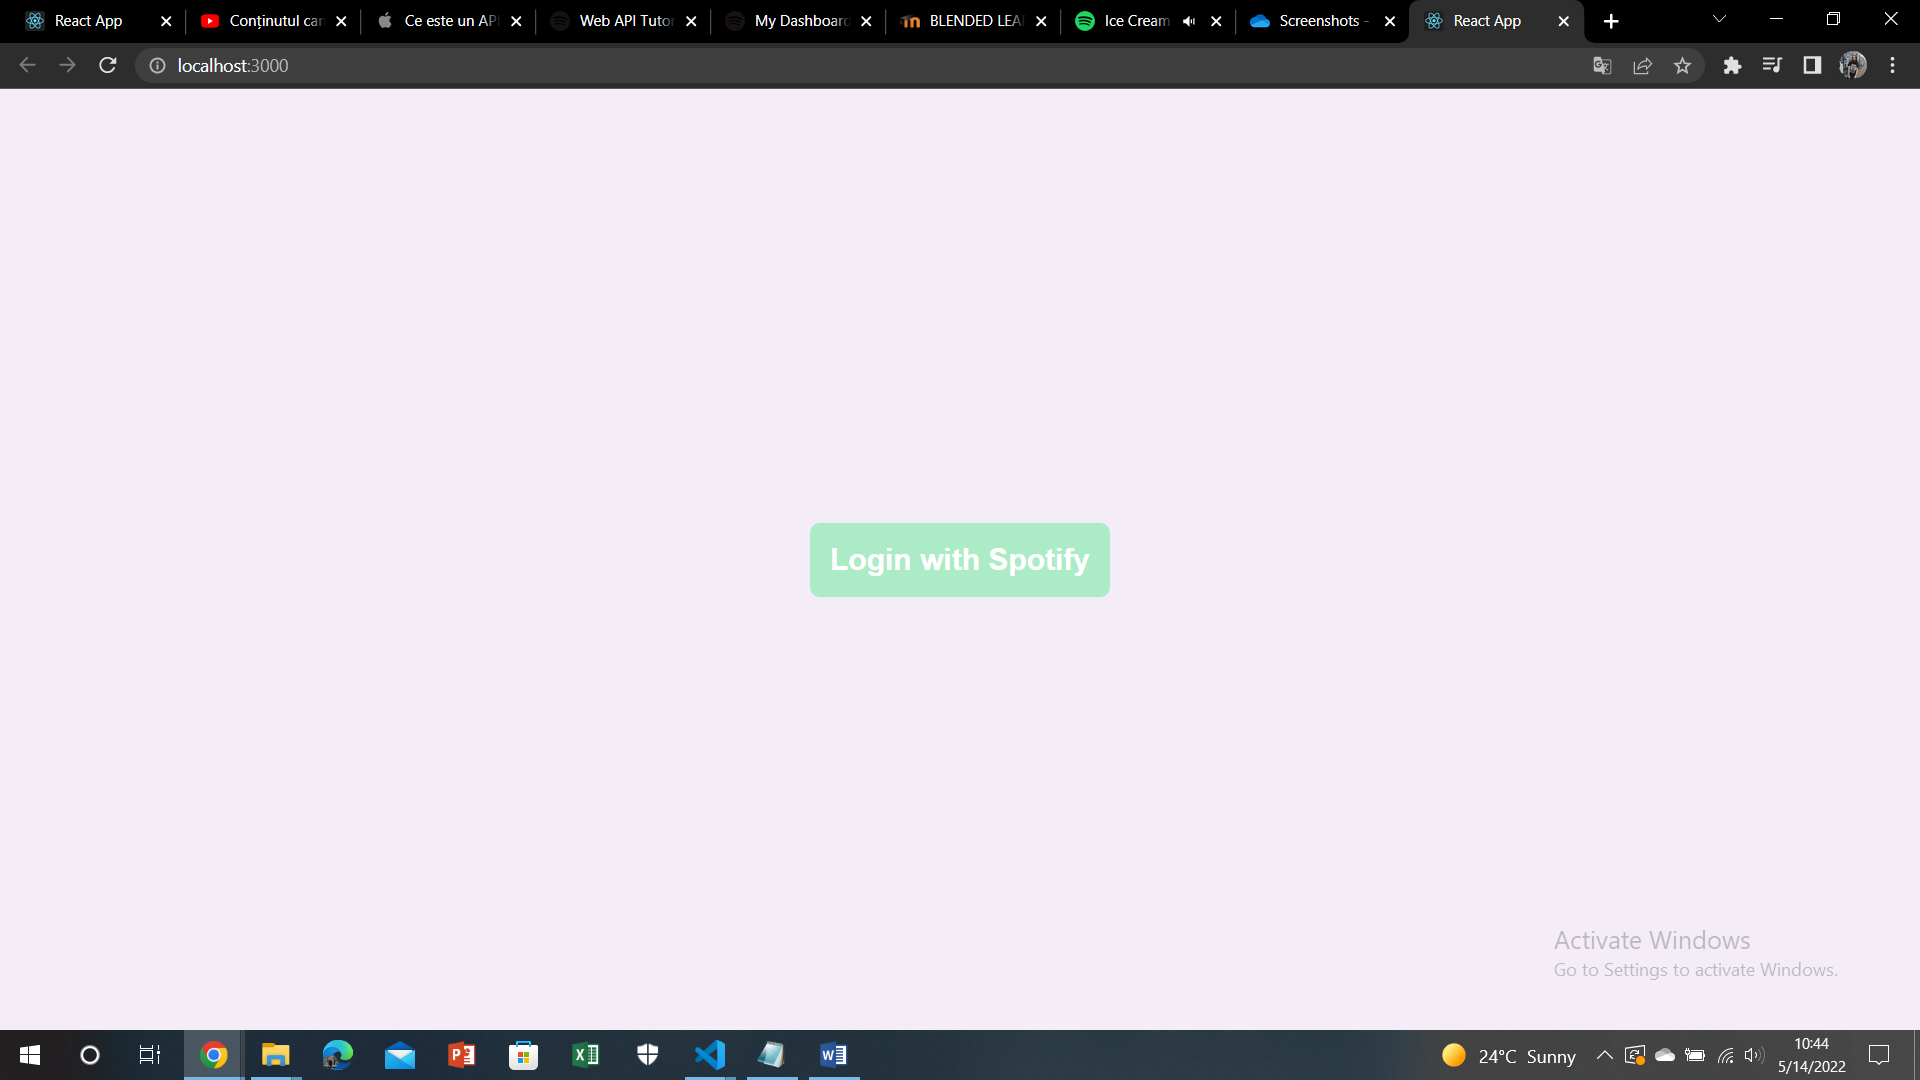 React App
Conținutul car
Ce este un API
Web API Tutor
My Dashboard
BLENDED LEA
Ice Cream
Screenshots -
React App
localhost:3000
Login with Spotify
Activate Windows
Go to Settings to activate Windows.
24°C Sunny
10:44
5/14/2022